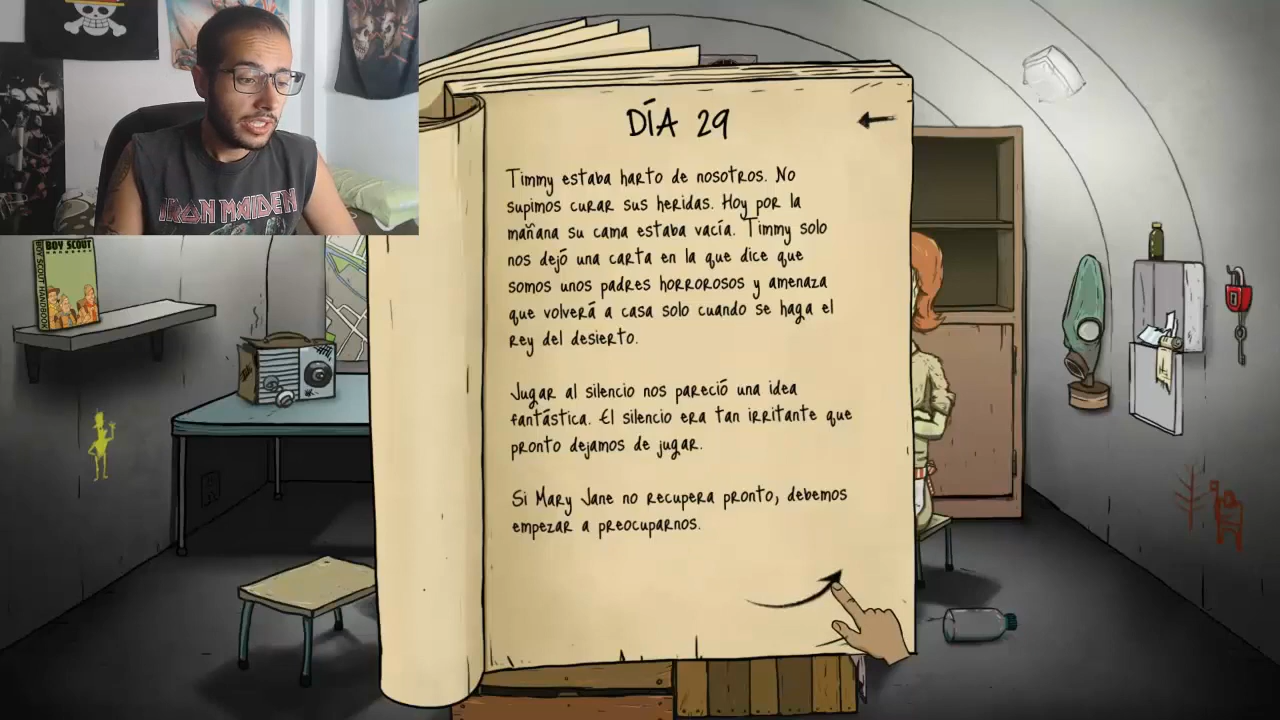 IRON MAIDEN
BOY SCOUT
BOY SCOUT HANDBOOK
DÍA 29
Timmy estaba harto de nosotros. No
supimos curar sus heridas. Hoy por la
mañana su cama estaba vacía. Timmy solo
nos dejó una carta en la que dice que
somos unos padres horrorosos y amenaza
que volverá a casa solo cuando se haga el
rey del desierto.
Jugar al silencio nos pareció una idea
fantástica. El silencio era tan irritante que
pronto dejamos de jugar.
Si Mary Jane no recupera pronto, debemos
empezar a preocuparnos.